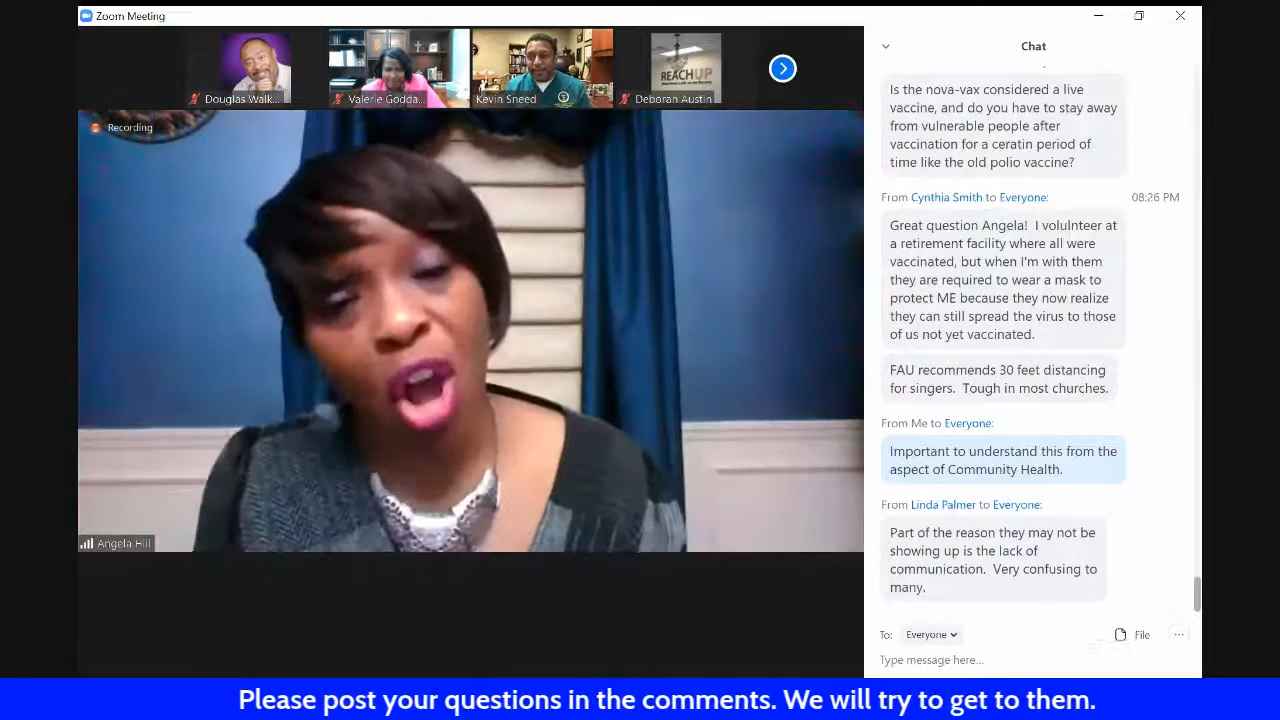 Zoom Meeting
Douglas Walk...
Valerie Godda...
Kevin Sneed
REACHUP
Deborah Austin
Recording
Angela Hill
Chat
Is the nova-vax considered a live
vaccine, and do you have to stay away
from vulnerable people after
vaccination for a ceratin period of
time like the old polio vaccine?
From Cynthia Smith to Everyone: 08:26 PM
Great question Angela! I volulnteer at
a retirement facility where all were
vaccinated, but when I'm with them
they are required to wear a mask to
protect ME because they now realize
they can still spread the virus to those
of us not yet vaccinated.
FAU recommends 30 feet distancing
for singers. Tough in most churches.
From Me to Everyone:
Important to understand this from the
aspect of Community Health.
From Linda Palmer to Everyone:
Part of the reason they may not be
showing up is the lack of
communication. Very confusing to
many.
To: Everyone File ...
Type message here...
Please post your questions in the comments. We will try to get to them.